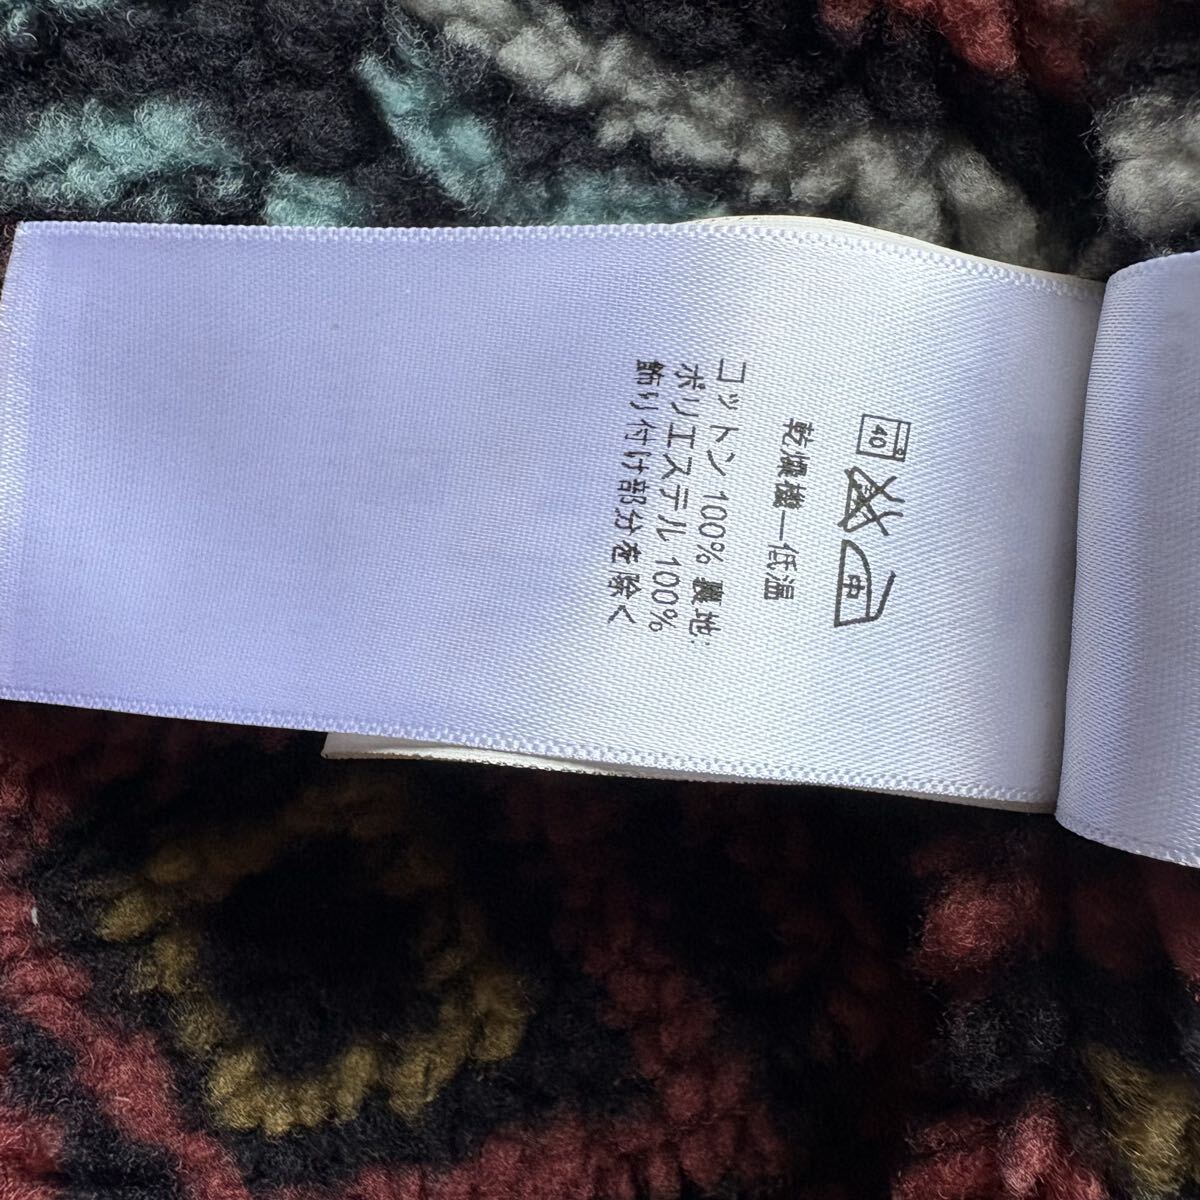 40 中
乾燥機一低温
コットン 100% 裏地:
ポリエステル 100%
飾り付け部分を除く